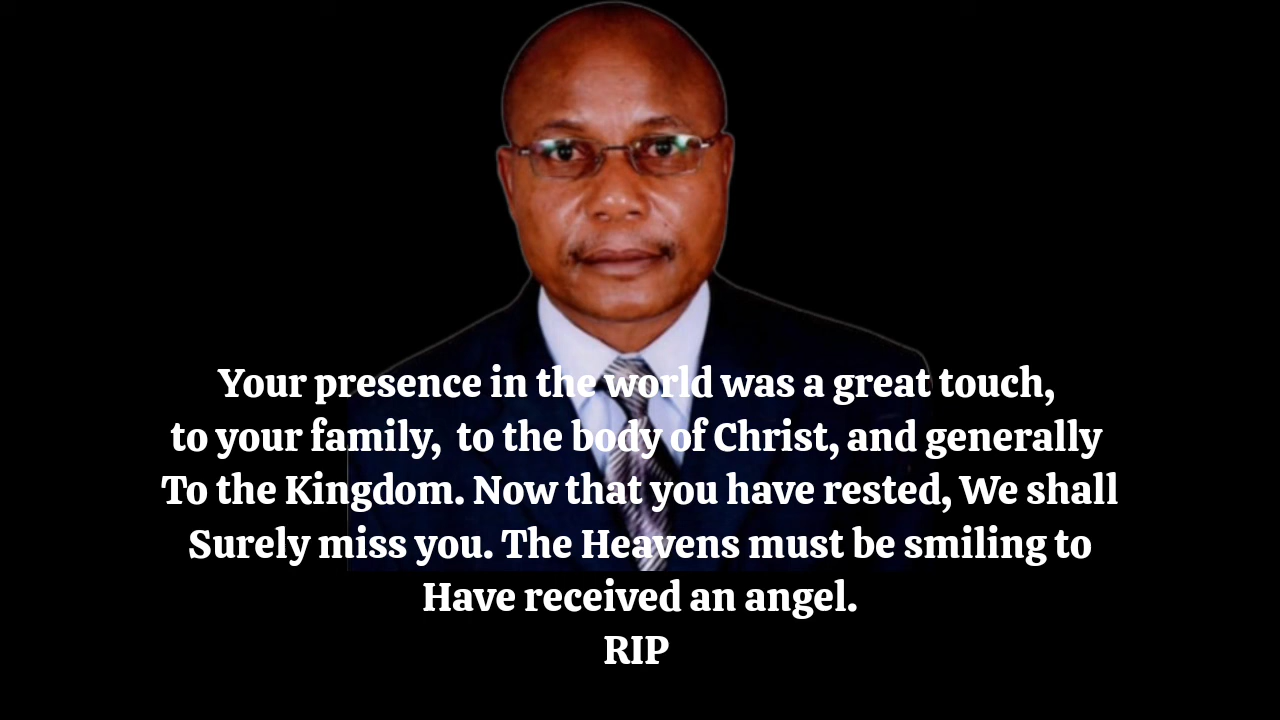 Your presence in the world was a great touch,
to your family,  to the body of Christ, and generally
To the Kingdom. Now that you have rested, We shall
Surely miss you. The Heavens must be smiling to
Have received an angel.
RIP